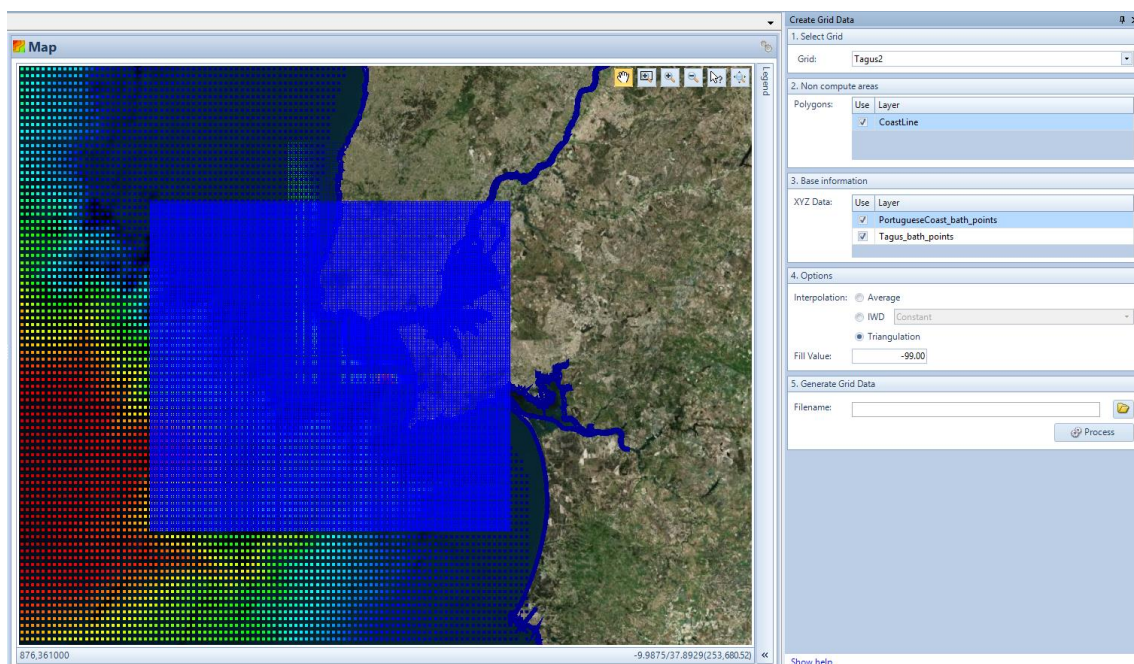 Create Grid Data
1. Select Grid
Map
Grid: Tagus2
Legend
2. Non compute areas
Polygons: Use Layer
CoastLine
3. Base information
XYZ Data: Use Layer
PortugueseCoast_bath_points
Tagus_bath_points
4. Options
Interpolation: Average
IWD Constant
Triangulation
Fill Value: -99.00
5. Generate Grid Data
Filename:
Process
876,361000 -9.9875/37.8929(253,680.52)
Show help